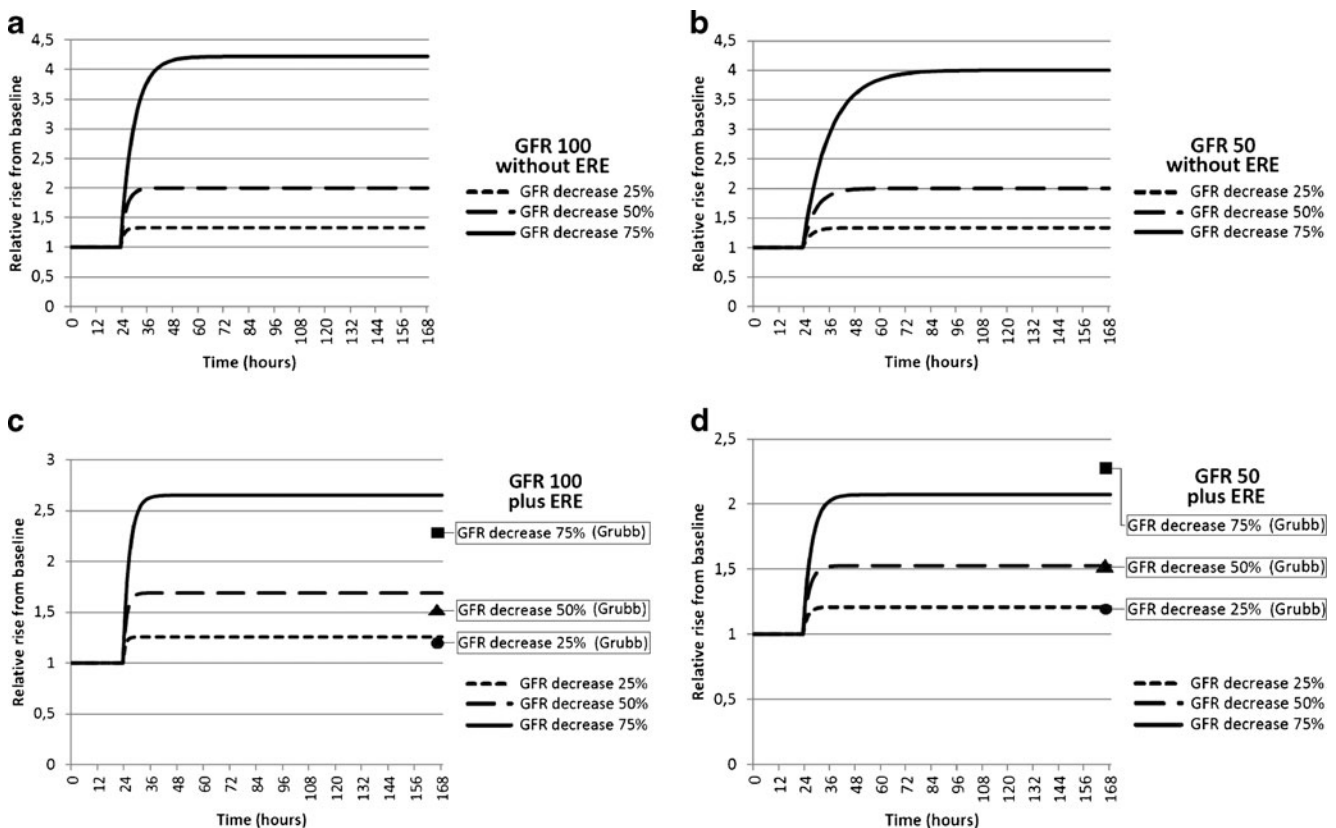 a
4,5
4
3,5
3
2,5
2
1,5
1
0,5
0
Relative rise from baseline
0 12 24 36 48 60 72 84 96 108 120 132 144 156 168
Time (hours)
GFR 100
without ERE
GFR decrease 25%
GFR decrease 50%
GFR decrease 75%
b
4,5
4
3,5
3
2,5
2
1,5
1
0,5
0
Relative rise from baseline
0 12 24 36 48 60 72 84 96 108 120 132 144 156 168
Time (hours)
GFR 50
without ERE
GFR decrease 25%
GFR decrease 50%
GFR decrease 75%
c
3
2,5
2
1,5
1
0,5
0
Relative rise from baseline
0 12 24 36 48 60 72 84 96 108 120 132 144 156 168
Time (hours)
GFR 100
plus ERE
GFR decrease 75% (Grubb)
GFR decrease 50% (Grubb)
GFR decrease 25% (Grubb)
GFR decrease 25%
GFR decrease 50%
GFR decrease 75%
d
2,5
2
1,5
1
0,5
0
Relative rise from baseline
0 12 24 36 48 60 72 84 96 108 120 132 144 156 168
Time (hours)
GFR 50
plus ERE
GFR decrease 75% (Grubb)
GFR decrease 50% (Grubb)
GFR decrease 25% (Grubb)
GFR decrease 25%
GFR decrease 50%
GFR decrease 75%